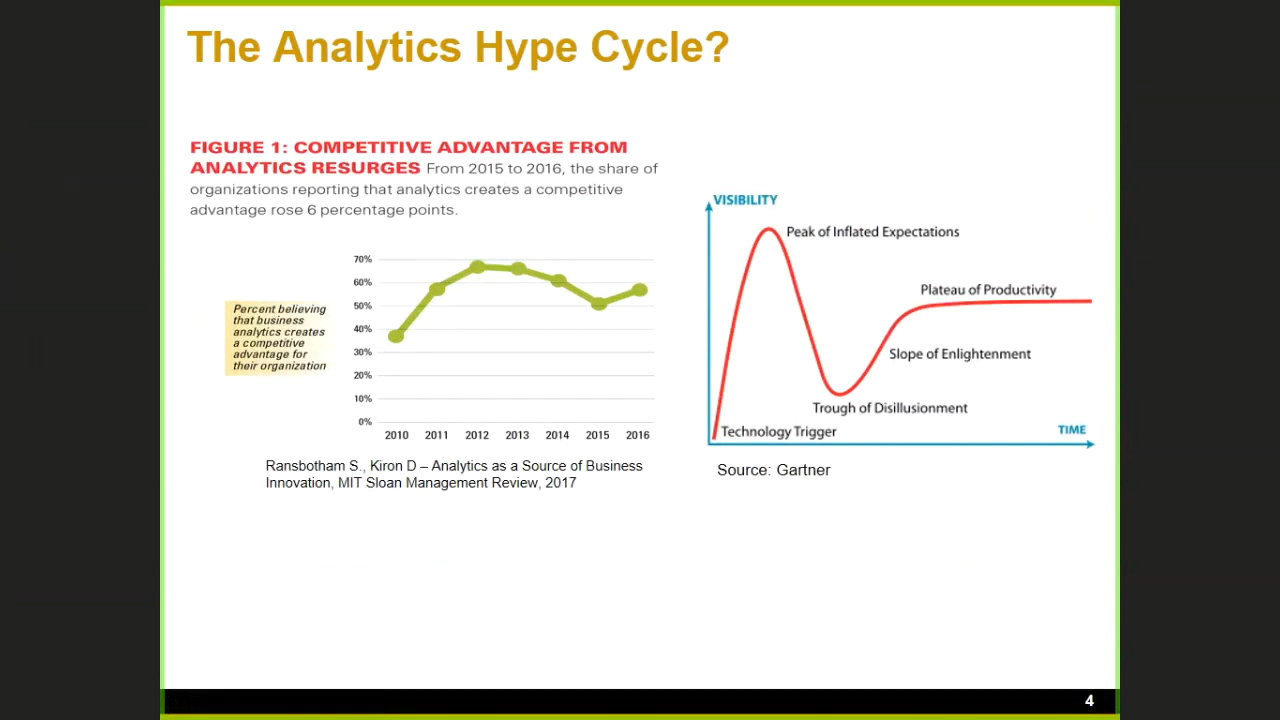 The Analytics Hype Cycle?
FIGURE 1: COMPETITIVE ADVANTAGE FROM
ANALYTICS RESURGES From 2015 to 2016, the share of
organizations reporting that analytics creates a competitive
advantage rose 6 percentage points.
70%
60%
50%
40%
30%
20%
10%
0%
Percent believing
that business
analytics creates
a competitive
advantage for
their organization
2010 2011 2012 2013 2014 2015 2016
Ransbotham S., Kiron D – Analytics as a Source of Business
Innovation, MIT Sloan Management Review, 2017
VISIBILITY
Peak of Inflated Expectations
Plateau of Productivity
Slope of Enlightenment
Trough of Disillusionment
Technology Trigger
TIME
Source: Gartner
4